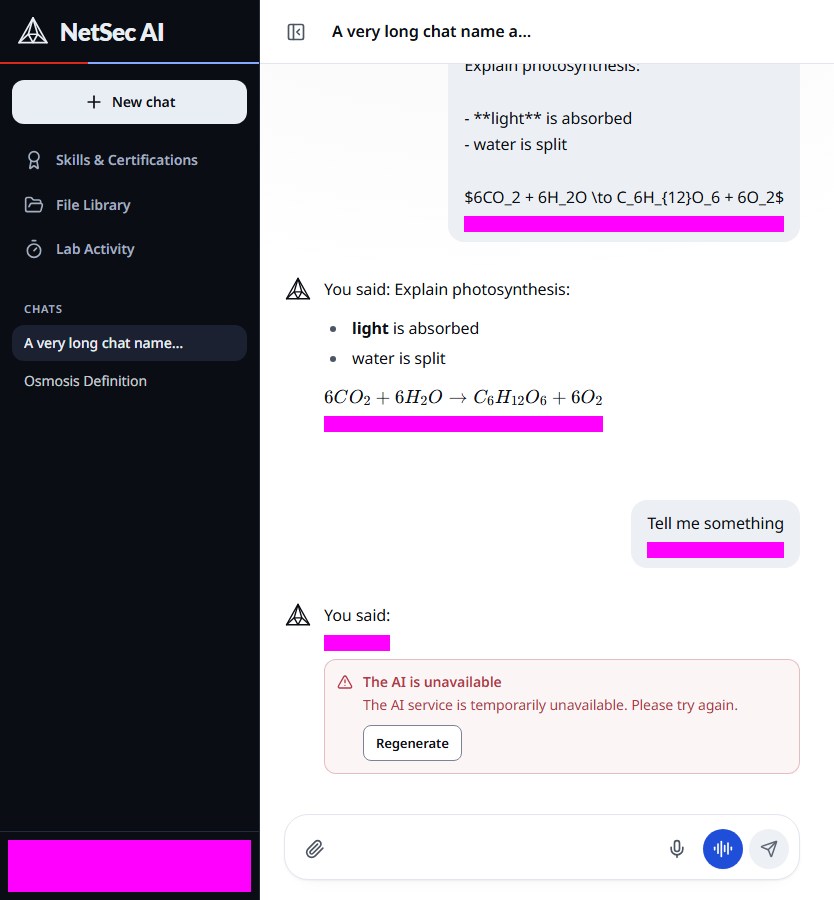 NetSec AI
New chat
Skills & Certifications
File Library
Lab Activity
CHATS
A very long chat name...
Osmosis Definition
A very long chat name a...
Explain photosynthesis:
- **light** is absorbed
- water is split
$6CO_2 + 6H_2O \to C_6H_{12}O_6 + 6O_2$
You said: Explain photosynthesis:
• light is absorbed
• water is split
6CO₂ + 6H₂O → C₆H₁₂O₆ + 6O₂
Tell me something
You said:
The AI is unavailable
The AI service is temporarily unavailable. Please try again.
Regenerate